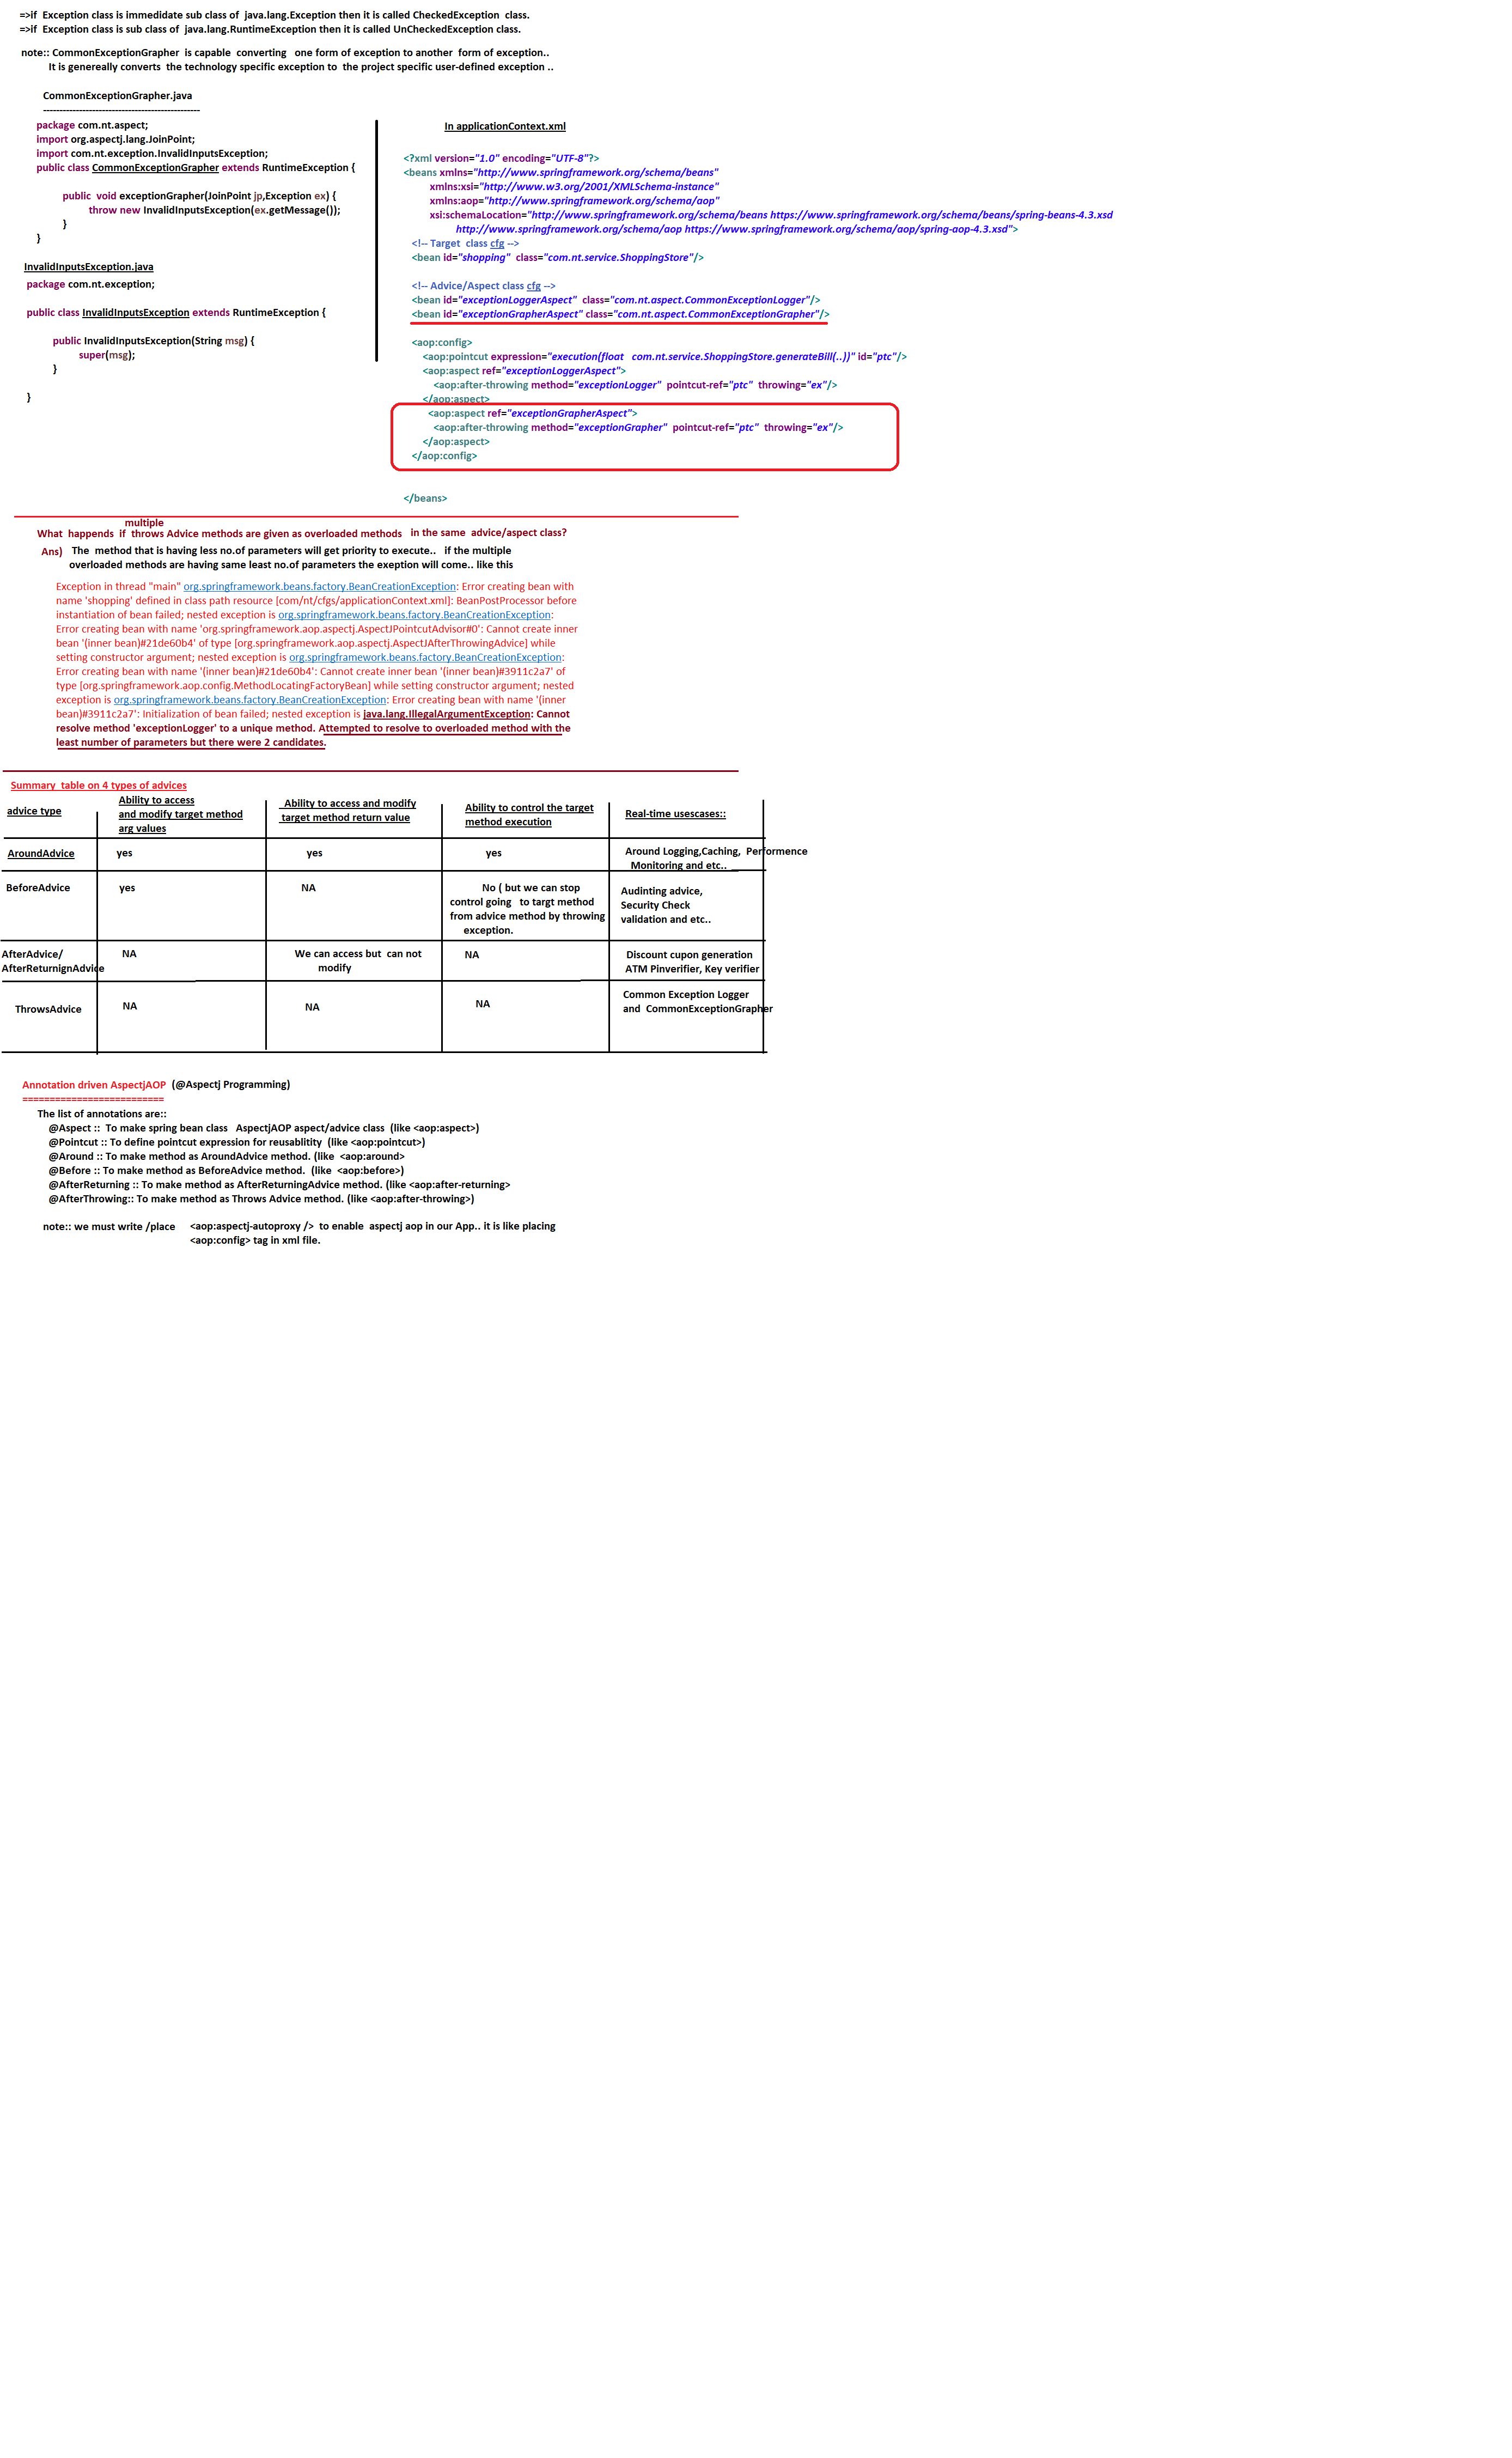 =>if  Exception class is immedidate sub class of  java.lang.Exception then it is called CheckedException  class.
=>if  Exception class is sub class of  java.lang.RuntimeException then it is called UnCheckedException class.
note:: CommonExceptionGrapher  is capable  converting   one form of exception to another  form of exception..
It is genereally converts  the technology specific exception to  the project specific user-defined exception ..
CommonExceptionGrapher.java
------------------------------------------------
package com.nt.aspect;
import org.aspectj.lang.JoinPoint;
import com.nt.exception.InvalidInputsException;
public class CommonExceptionGrapher extends RuntimeException {
public  void exceptionGrapher(JoinPoint jp,Exception ex) {
throw new InvalidInputsException(ex.getMessage());
}
}
InvalidInputsException.java
package com.nt.exception;
public class InvalidInputsException extends RuntimeException {
public InvalidInputsException(String msg) {
super(msg);
}
}
In applicationContext.xml
<?xml version="1.0" encoding="UTF-8"?>
<beans xmlns="http://www.springframework.org/schema/beans"
xmlns:xsi="http://www.w3.org/2001/XMLSchema-instance"
xmlns:aop="http://www.springframework.org/schema/aop"
xsi:schemaLocation="http://www.springframework.org/schema/beans https://www.springframework.org/schema/beans/spring-beans-4.3.xsd
http://www.springframework.org/schema/aop https://www.springframework.org/schema/aop/spring-aop-4.3.xsd">
<!-- Target  class cfg -->
<bean id="shopping"  class="com.nt.service.ShoppingStore"/>
<!-- Advice/Aspect class cfg -->
<bean id="exceptionLoggerAspect"  class="com.nt.aspect.CommonExceptionLogger"/>
<bean id="exceptionGrapherAspect" class="com.nt.aspect.CommonExceptionGrapher"/>
<aop:config>
<aop:pointcut expression="execution(float   com.nt.service.ShoppingStore.generateBill(..))" id="ptc"/>
<aop:aspect ref="exceptionLoggerAspect">
<aop:after-throwing method="exceptionLogger"  pointcut-ref="ptc"  throwing="ex"/>
</aop:aspect>
<aop:aspect ref="exceptionGrapherAspect">
<aop:after-throwing method="exceptionGrapher"  pointcut-ref="ptc"  throwing="ex"/>
</aop:aspect>
</aop:config>
</beans>
multiple
What  happends  if  throws Advice methods are given as overloaded methods   in the same  advice/aspect class?
Ans)   The  method that is having less no.of parameters will get priority to execute..   if the multiple
overloaded methods are having same least no.of parameters the exeption will come.. like this
Exception in thread "main" org.springframework.beans.factory.BeanCreationException: Error creating bean with
name 'shopping' defined in class path resource [com/nt/cfgs/applicationContext.xml]: BeanPostProcessor before
instantiation of bean failed; nested exception is org.springframework.beans.factory.BeanCreationException:
Error creating bean with name 'org.springframework.aop.aspectj.AspectJPointcutAdvisor#0': Cannot create inner
bean '(inner bean)#21de60b4' of type [org.springframework.aop.aspectj.AspectJAfterThrowingAdvice] while
setting constructor argument; nested exception is org.springframework.beans.factory.BeanCreationException:
Error creating bean with name '(inner bean)#21de60b4': Cannot create inner bean '(inner bean)#3911c2a7' of
type [org.springframework.aop.config.MethodLocatingFactoryBean] while setting constructor argument; nested
exception is org.springframework.beans.factory.BeanCreationException: Error creating bean with name '(inner
bean)#3911c2a7': Initialization of bean failed; nested exception is java.lang.IllegalArgumentException: Cannot
resolve method 'exceptionLogger' to a unique method. Attempted to resolve to overloaded method with the
least number of parameters but there were 2 candidates.
Summary  table on 4 types of advices
advice type
Ability to access
and modify target method
arg values
Ability to access and modify
target method return value
Ability to control the target
method execution
Real-time usescases::
AroundAdvice
yes
yes
yes
Around Logging,Caching,  Performence
Monitoring and etc..
BeforeAdvice
yes
NA
No ( but we can stop
control going   to targt method
from advice method by throwing
exception.
Audinting advice,
Security Check
validation and etc..
AfterAdvice/
AfterReturnignAdvice
NA
We can access but  can not
modify
NA
Discount cupon generation
ATM Pinverifier, Key verifier
ThrowsAdvice
NA
NA
NA
Common Exception Logger
and  CommonExceptionGrapher
Annotation driven AspectjAOP  (@Aspectj Programming)
==========================
The list of annotations are::
@Aspect ::  To make spring bean class   AspectjAOP aspect/advice class  (like <aop:aspect>)
@Pointcut :: To define pointcut expression for reusablitity  (like <aop:pointcut>)
@Around :: To make method as AroundAdvice method. (like  <aop:around>
@Before :: To make method as BeforeAdvice method.  (like  <aop:before>)
@AfterReturning :: To make method as AfterReturningAdvice method. (like <aop:after-returning>
@AfterThrowing:: To make method as Throws Advice method. (like <aop:after-throwing>)
note:: we must write /place     <aop:aspectj-autoproxy />  to enable  aspectj aop in our App.. it is like placing
<aop:config> tag in xml file.